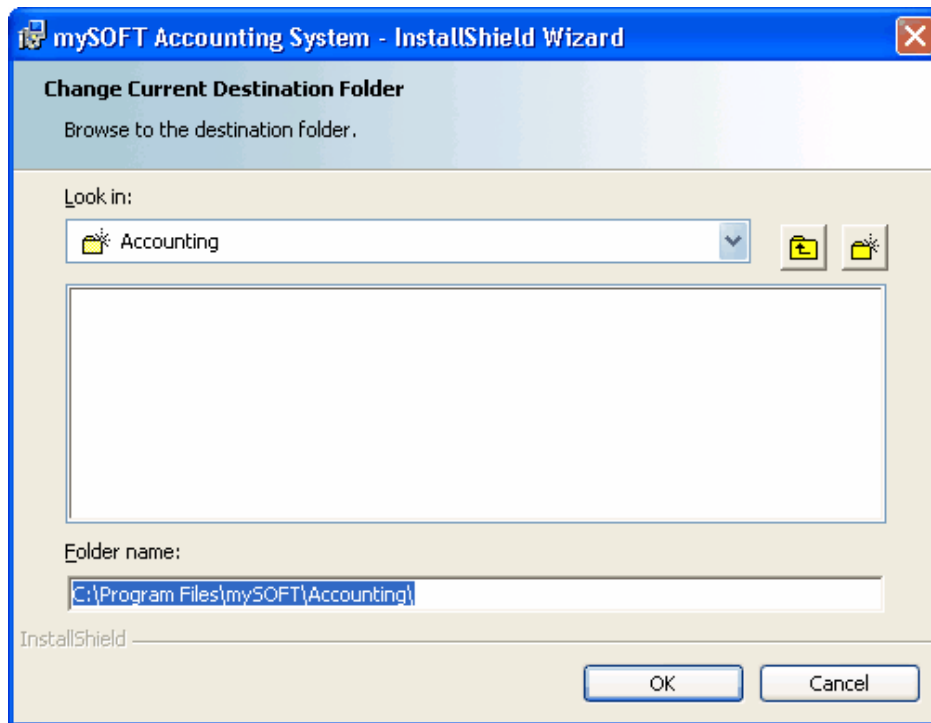 mySOFT Accounting System - InstallShield Wizard
Change Current Destination Folder
Browse to the destination folder.
Look in:
Accounting
Folder name:
C:\Program Files\mySOFT\Accounting\
InstallShield
OK Cancel